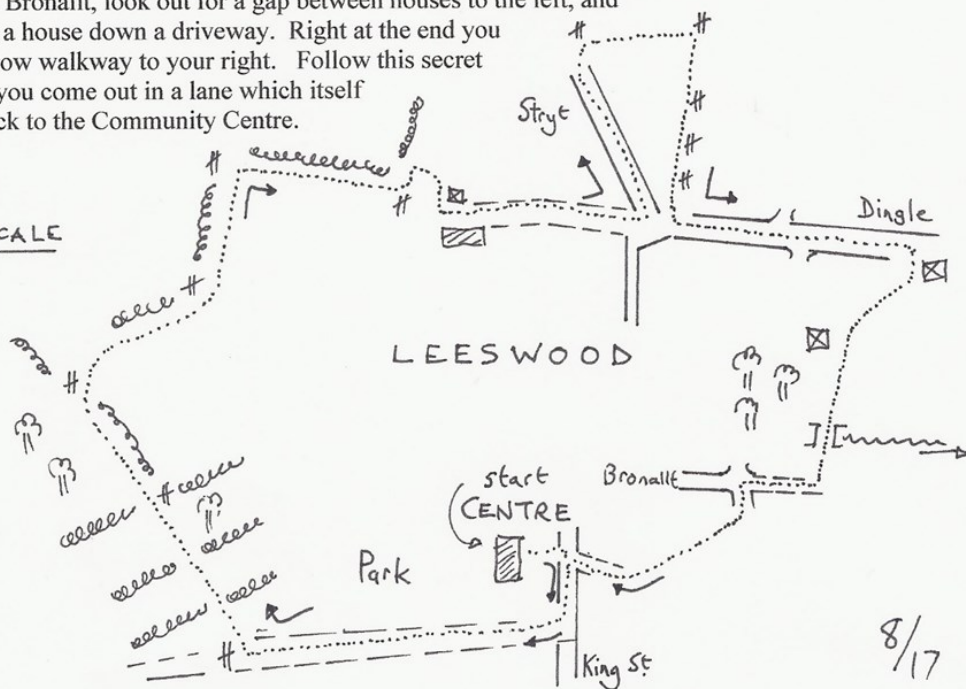 Bronallt, look out for a gap between houses to the left, and
a house down a driveway. Right at the end you
ow walkway to your right. Follow this secret
you come out in a lane which itself
ck to the Community Centre.
Stryt
CALE
Dingle
LEESWOOD
start
Bronallt
CENTRE
Park
King St
8/17